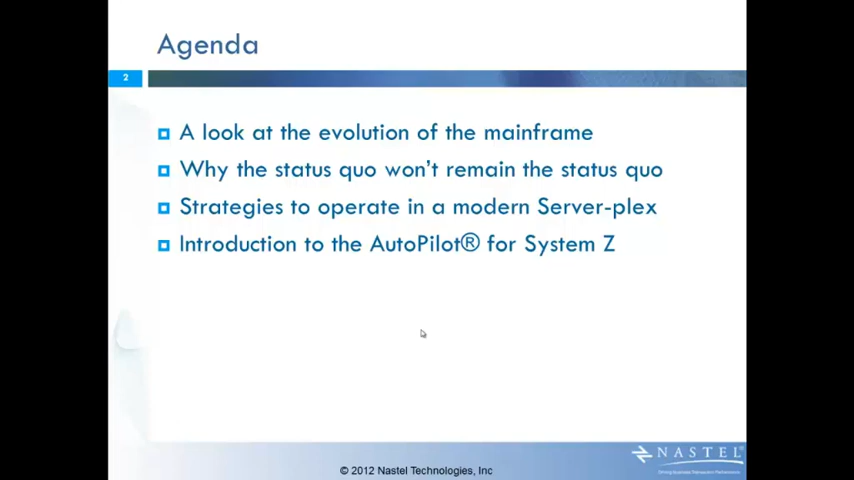 Agenda
2
A look at the evolution of the mainframe
Why the status quo won't remain the status quo
Strategies to operate in a modern Server-plex
Introduction to the AutoPilot® for System Z
NASTEL®
© 2012 Nastel Technologies, Inc